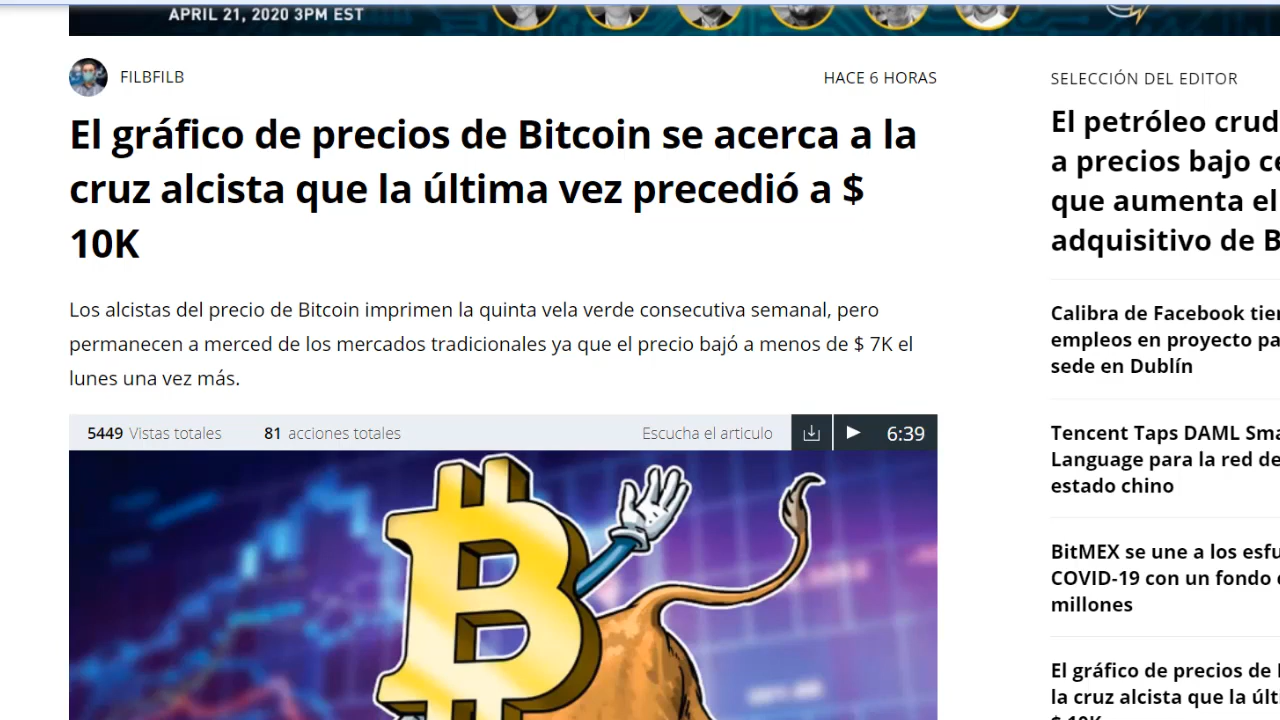 APRIL 21, 2020 3PM EST
FILBFILB
HACE 6 HORAS
El gráfico de precios de Bitcoin se acerca a la
cruz alcista que la última vez precedió a $
10K
Los alcistas del precio de Bitcoin imprimen la quinta vela verde consecutiva semanal, pero
permanecen a merced de los mercados tradicionales ya que el precio bajó a menos de $ 7K el
lunes una vez más.
5449 Vistas totales
81 acciones totales
Escucha el articulo
6:39
SELECCIÓN DEL EDITOR
El petróleo crud
a precios bajo ce
que aumenta el
adquisitivo de B
Calibra de Facebook tien
empleos en proyecto pa
sede en Dublín
Tencent Taps DAML Sma
Language para la red de
estado chino
BitMEX se une a los esfu
COVID-19 con un fondo d
millones
El gráfico de precios de
la cruz alcista que la últ
$ 10K